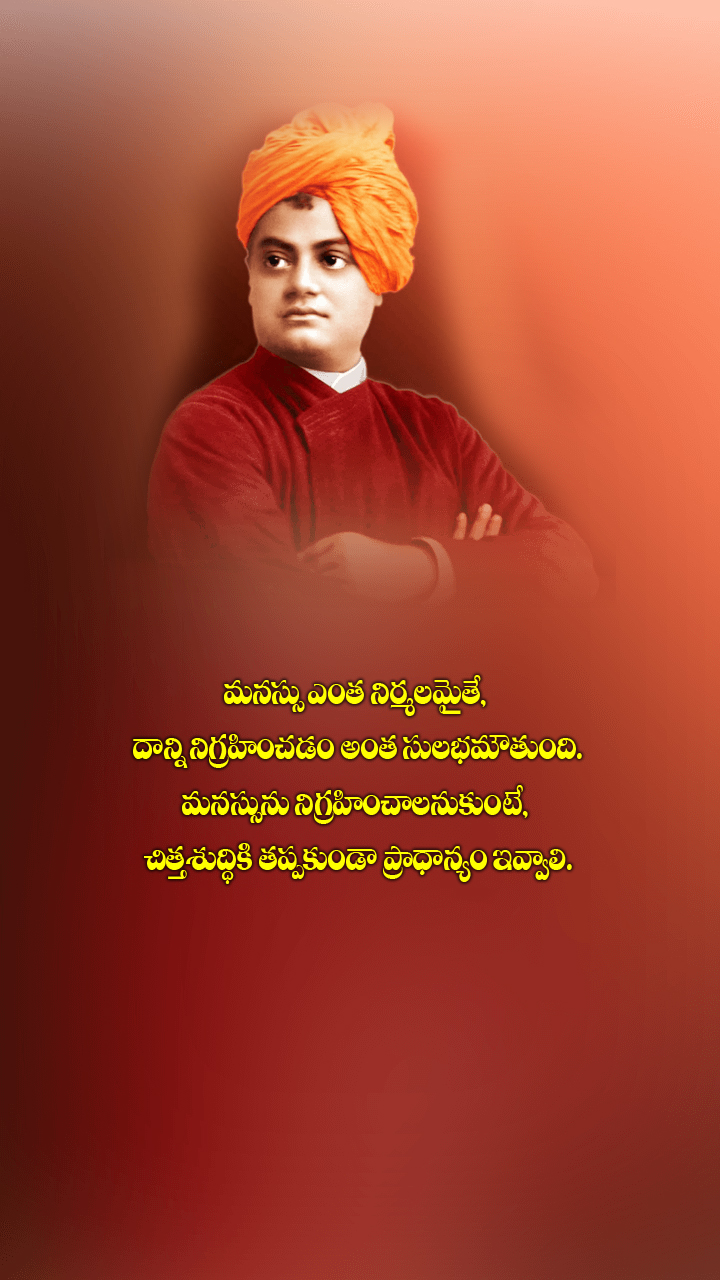 మనస్సు ఎంత నిర్మలమైతే,
దాన్ని నిగ్రహించడం అంత సులభమౌతుంది.
మనస్సును నిగ్రహించాలనుకుంటే,
చిత్తశుద్ధికి తప్పకుండా ప్రాధాన్యం ఇవ్వాలి.